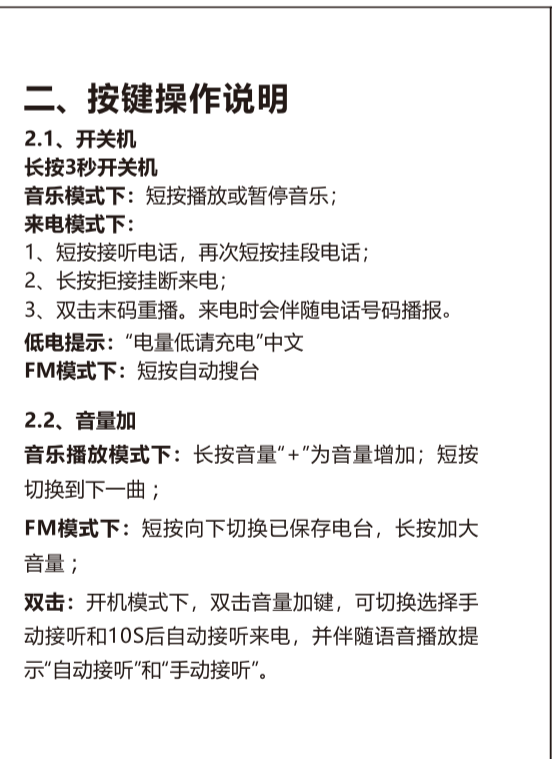 二、按键操作说明
2.1、开关机
长按3秒开关机
音乐模式下：短按播放或暂停音乐；
来电模式下：
1、短按接听电话，再次短按挂段电话；
2、长按拒接挂断来电；
3、双击末码重播。来电时会伴随电话号码播报。
低电提示：“电量低请充电”中文
FM模式下：短按自动搜台
2.2、音量加
音乐播放模式下：长按音量“+”为音量增加；短按
切换到下一曲；
FM模式下：短按向下切换已保存电台，长按加大
音量；
双击：开机模式下，双击音量加键，可切换选择手
动接听和10S后自动接听来电，并伴随语音播放提
示“自动接听”和“手动接听”。